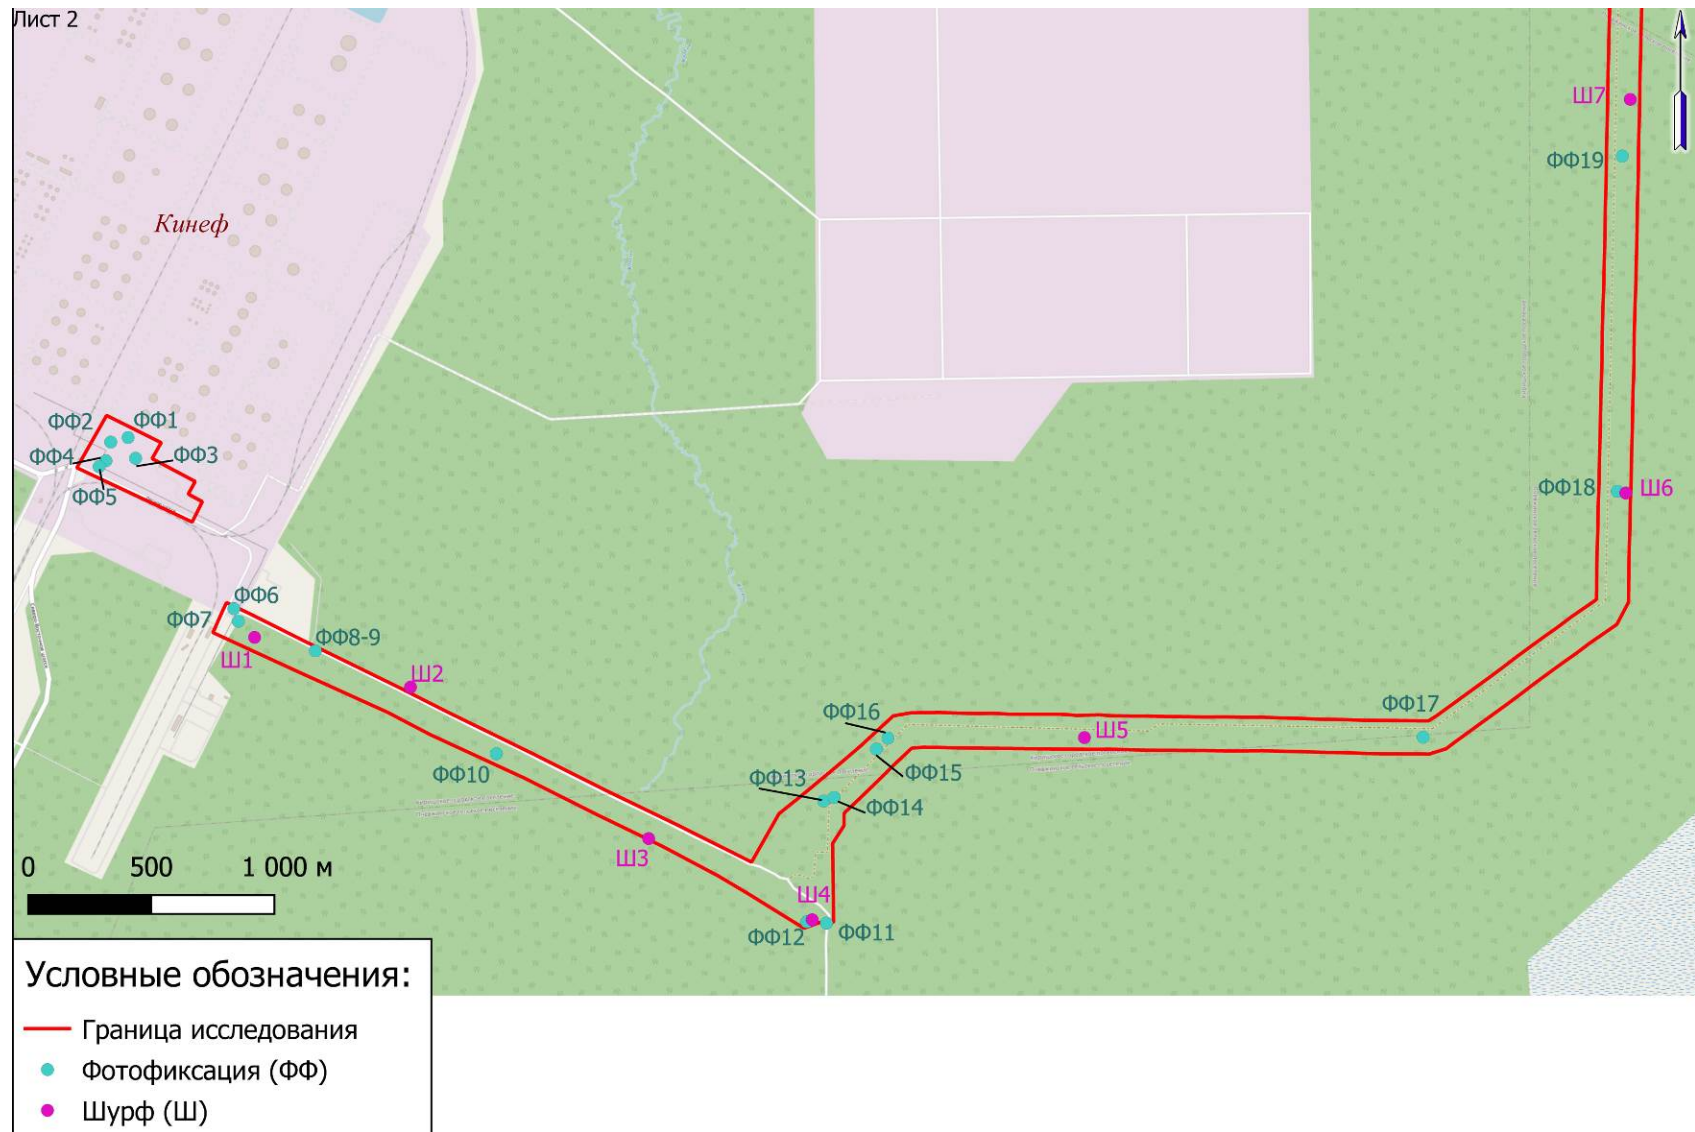 Лист 2
Ш7
ФФ19
Кинеф
ФФ2
ФФ1
ФФ4
ФФ3
ФФ5
ФФ18
Ш6
ФФ6
ФФ7
ФФ8-9
Ш1
Ш2
ФФ10
ФФ16
ФФ17
Ш5
ФФ13
ФФ15
ФФ14
Ш3
0 500 1 000 м
Ш4
ФФ12
ФФ11
Условные обозначения:
Граница исследования
Фотофиксация (ФФ)
Шурф (Ш)